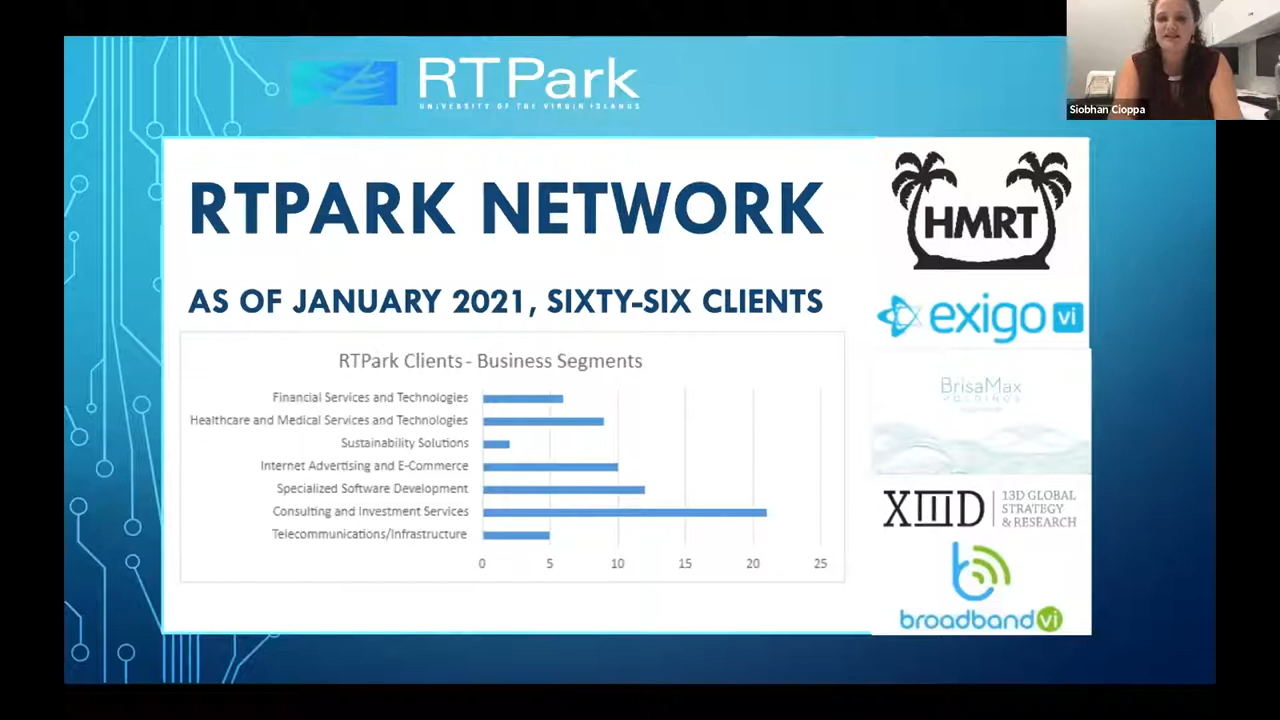 RTPark
UNIVERSITY OF THE VIRGIN ISLANDS
Siobhan Cioppa
RTPARK NETWORK
AS OF JANUARY 2021, SIXTY-SIX CLIENTS
RTPark Clients - Business Segments
Financial Services and Technologies
Healthcare and Medical Services and Technologies
Sustainability Solutions
Internet Advertising and E-Commerce
Specialized Software Development
Consulting and Investment Services
Telecommunications/Infrastructure
0 5 10 15 20 25
HMRT
exigo vi
BrisaMax
HOLDINGS
XIIID
13D GLOBAL
STRATEGY
& RESEARCH
broadband vi